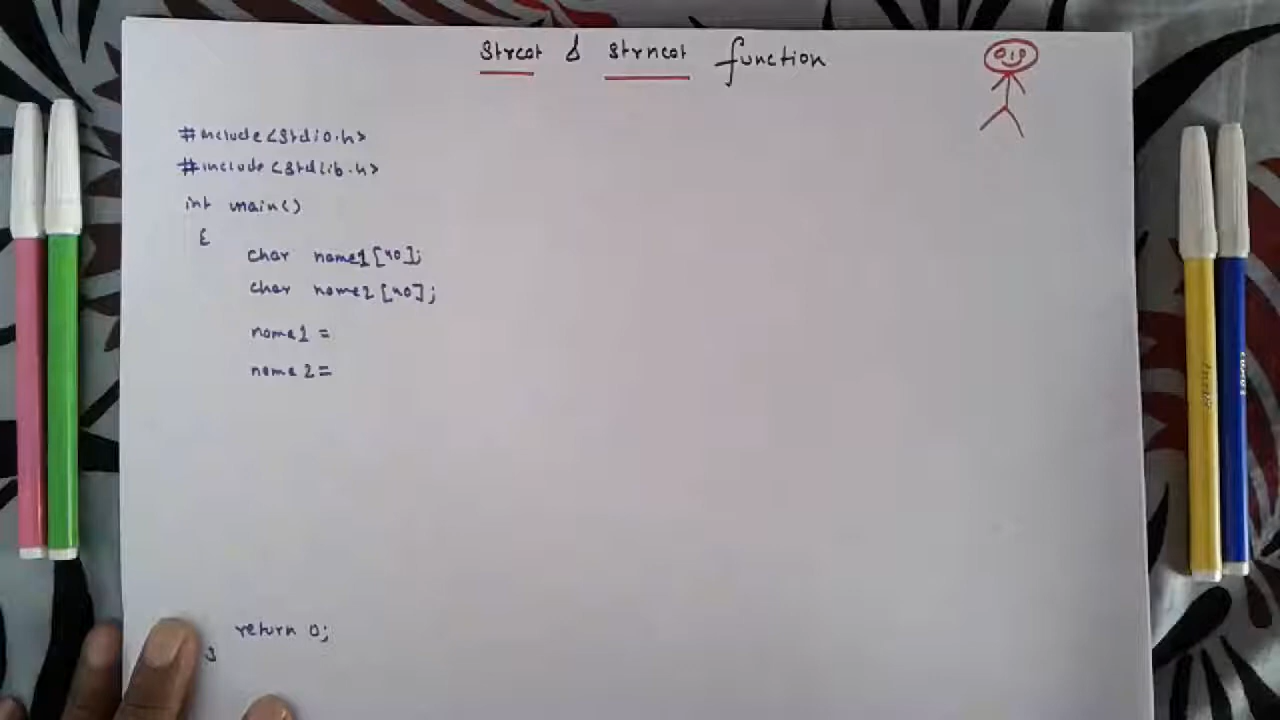 strcat & strncat function
#include<stdio.h>
#include<stdlib.h>
int main()
{
char name1[40];
char name2[40];
name1 =
name2=
return 0;
}